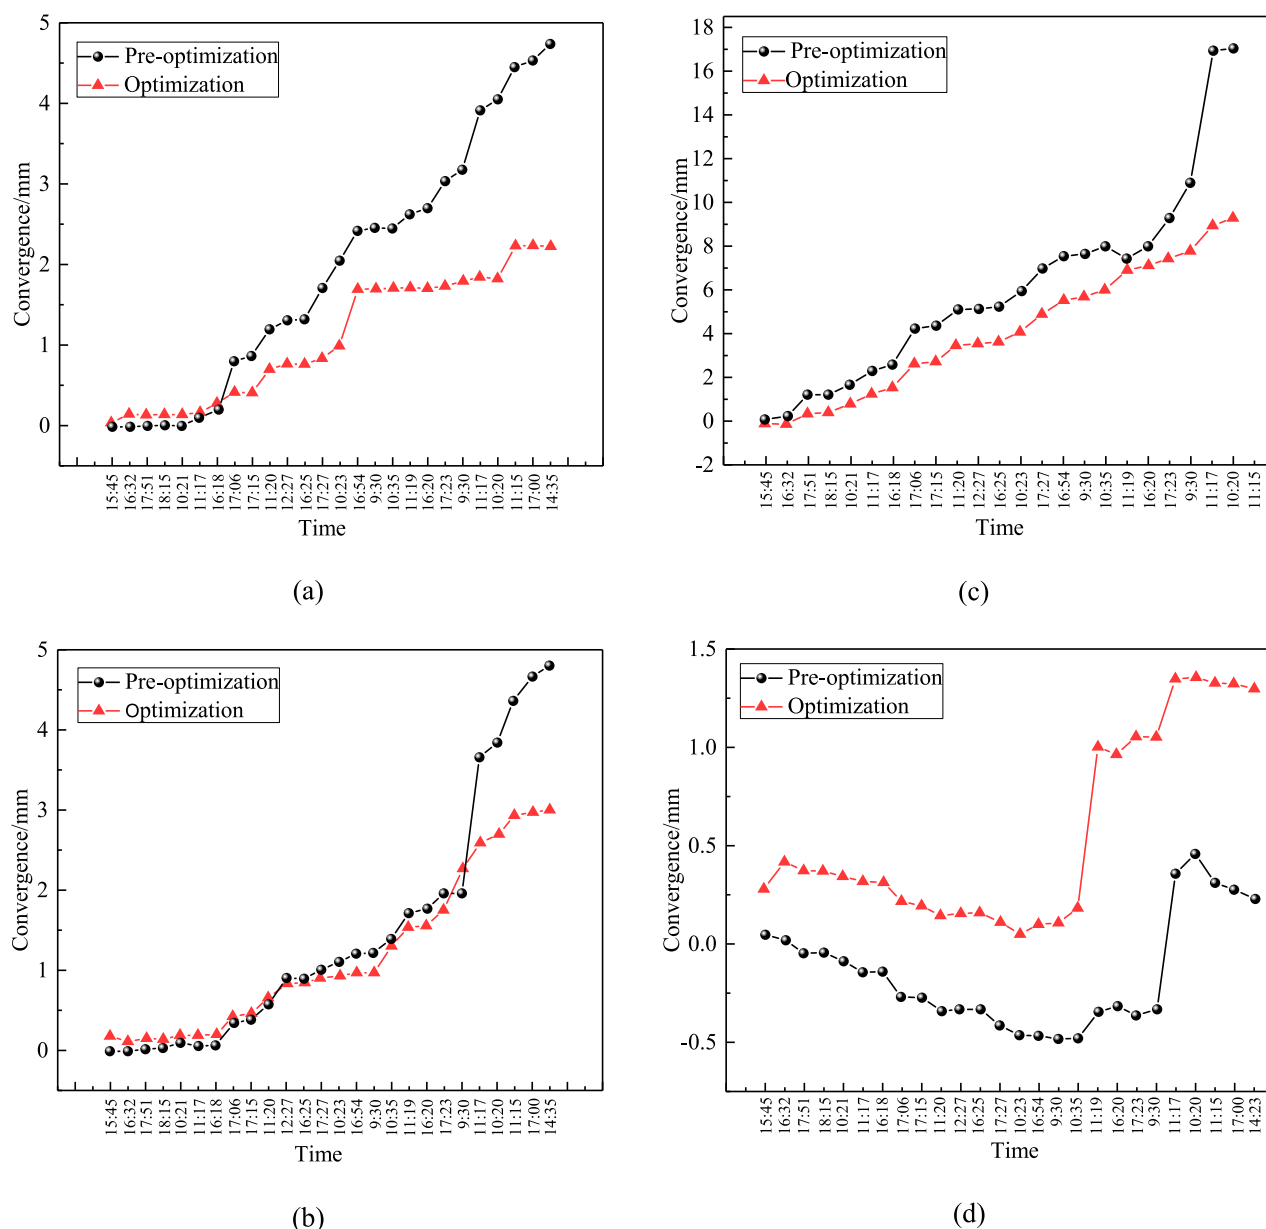 5
4
3
2
1
0
Convergence/mm
Pre-optimization
Optimization
15:45 16:32 17:51 18:15 10:21 11:17 16:18 17:06 17:15 11:20 12:27 16:25 17:27 10:23 16:54 9:30 10:35 11:19 16:20 17:23 9:30 11:17 10:20 11:15 17:00 14:35
Time
(a)
18
16
14
12
10
8
6
4
2
0
-2
Convergence/mm
Pre-optimization
Optimization
15:45 16:32 17:51 18:15 10:21 11:17 16:18 17:06 17:15 11:20 12:27 16:25 10:23 17:27 16:54 9:30 10:35 11:19 16:20 17:23 9:30 11:17 10:20 11:15
Time
(c)
5
4
3
2
1
0
Convergence/mm
Pre-optimization
Optimization
15:45 16:32 17:51 18:15 10:21 11:17 16:18 17:06 17:15 11:20 12:27 16:25 17:27 10:23 16:54 9:30 10:35 11:19 16:20 17:23 9:30 11:17 10:20 11:15 17:00 14:35
Time
(b)
1.5
1.0
0.5
0.0
-0.5
Convergence/mm
Pre-optimization
Optimization
15:45 16:32 17:51 18:15 10:21 11:17 16:18 17:06 17:15 11:20 12:27 16:25 17:27 10:23 16:54 9:30 10:35 11:19 16:20 17:23 9:30 11:17 10:20 11:15 17:00 14:23
Time
(d)